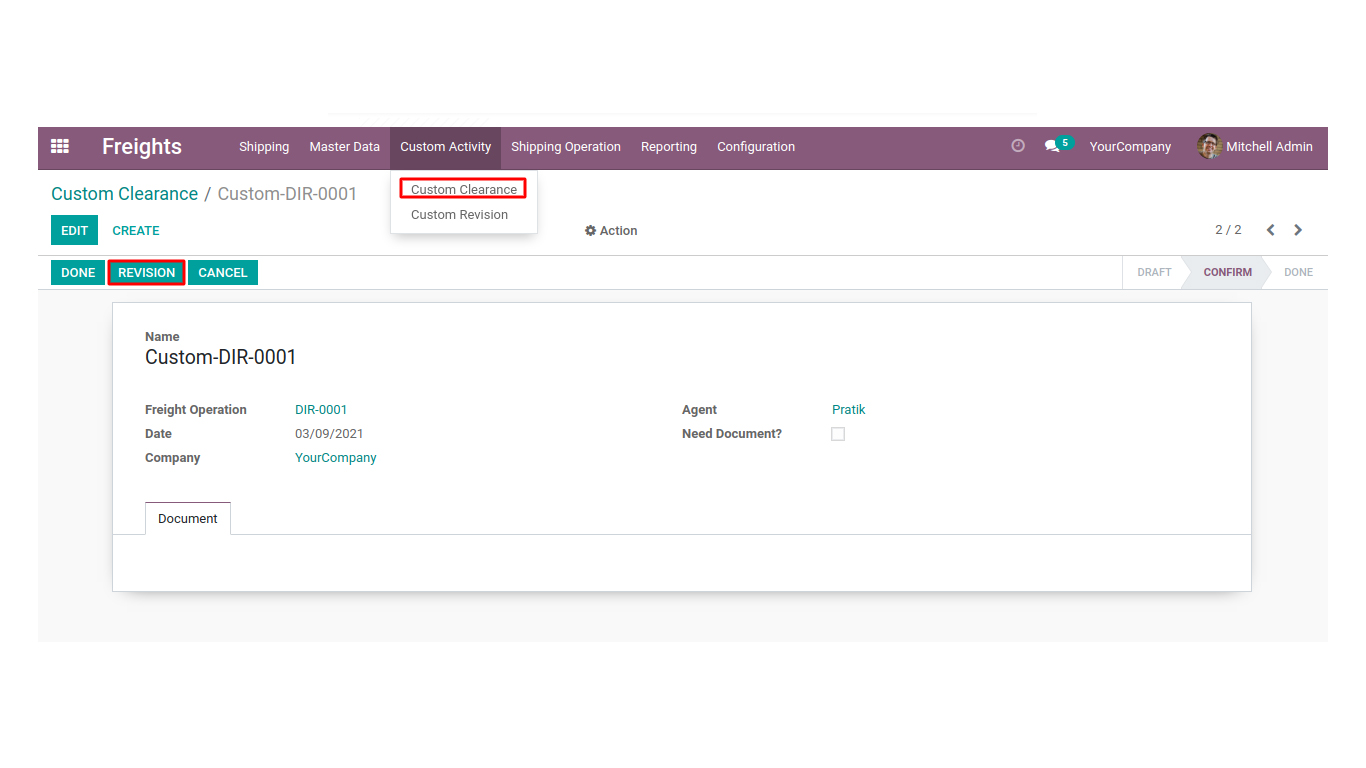 Freights Shipping Master Data Custom Activity Shipping Operation Reporting Configuration 5 YourCompany Mitchell Admin
Custom Clearance / Custom-DIR-0001
Custom Clearance
Custom Revision
EDIT CREATE Action 2 / 2
DONE REVISION CANCEL DRAFT CONFIRM DONE
Name
Custom-DIR-0001
Freight Operation DIR-0001 Agent Pratik
Date 03/09/2021 Need Document?
Company YourCompany
Document